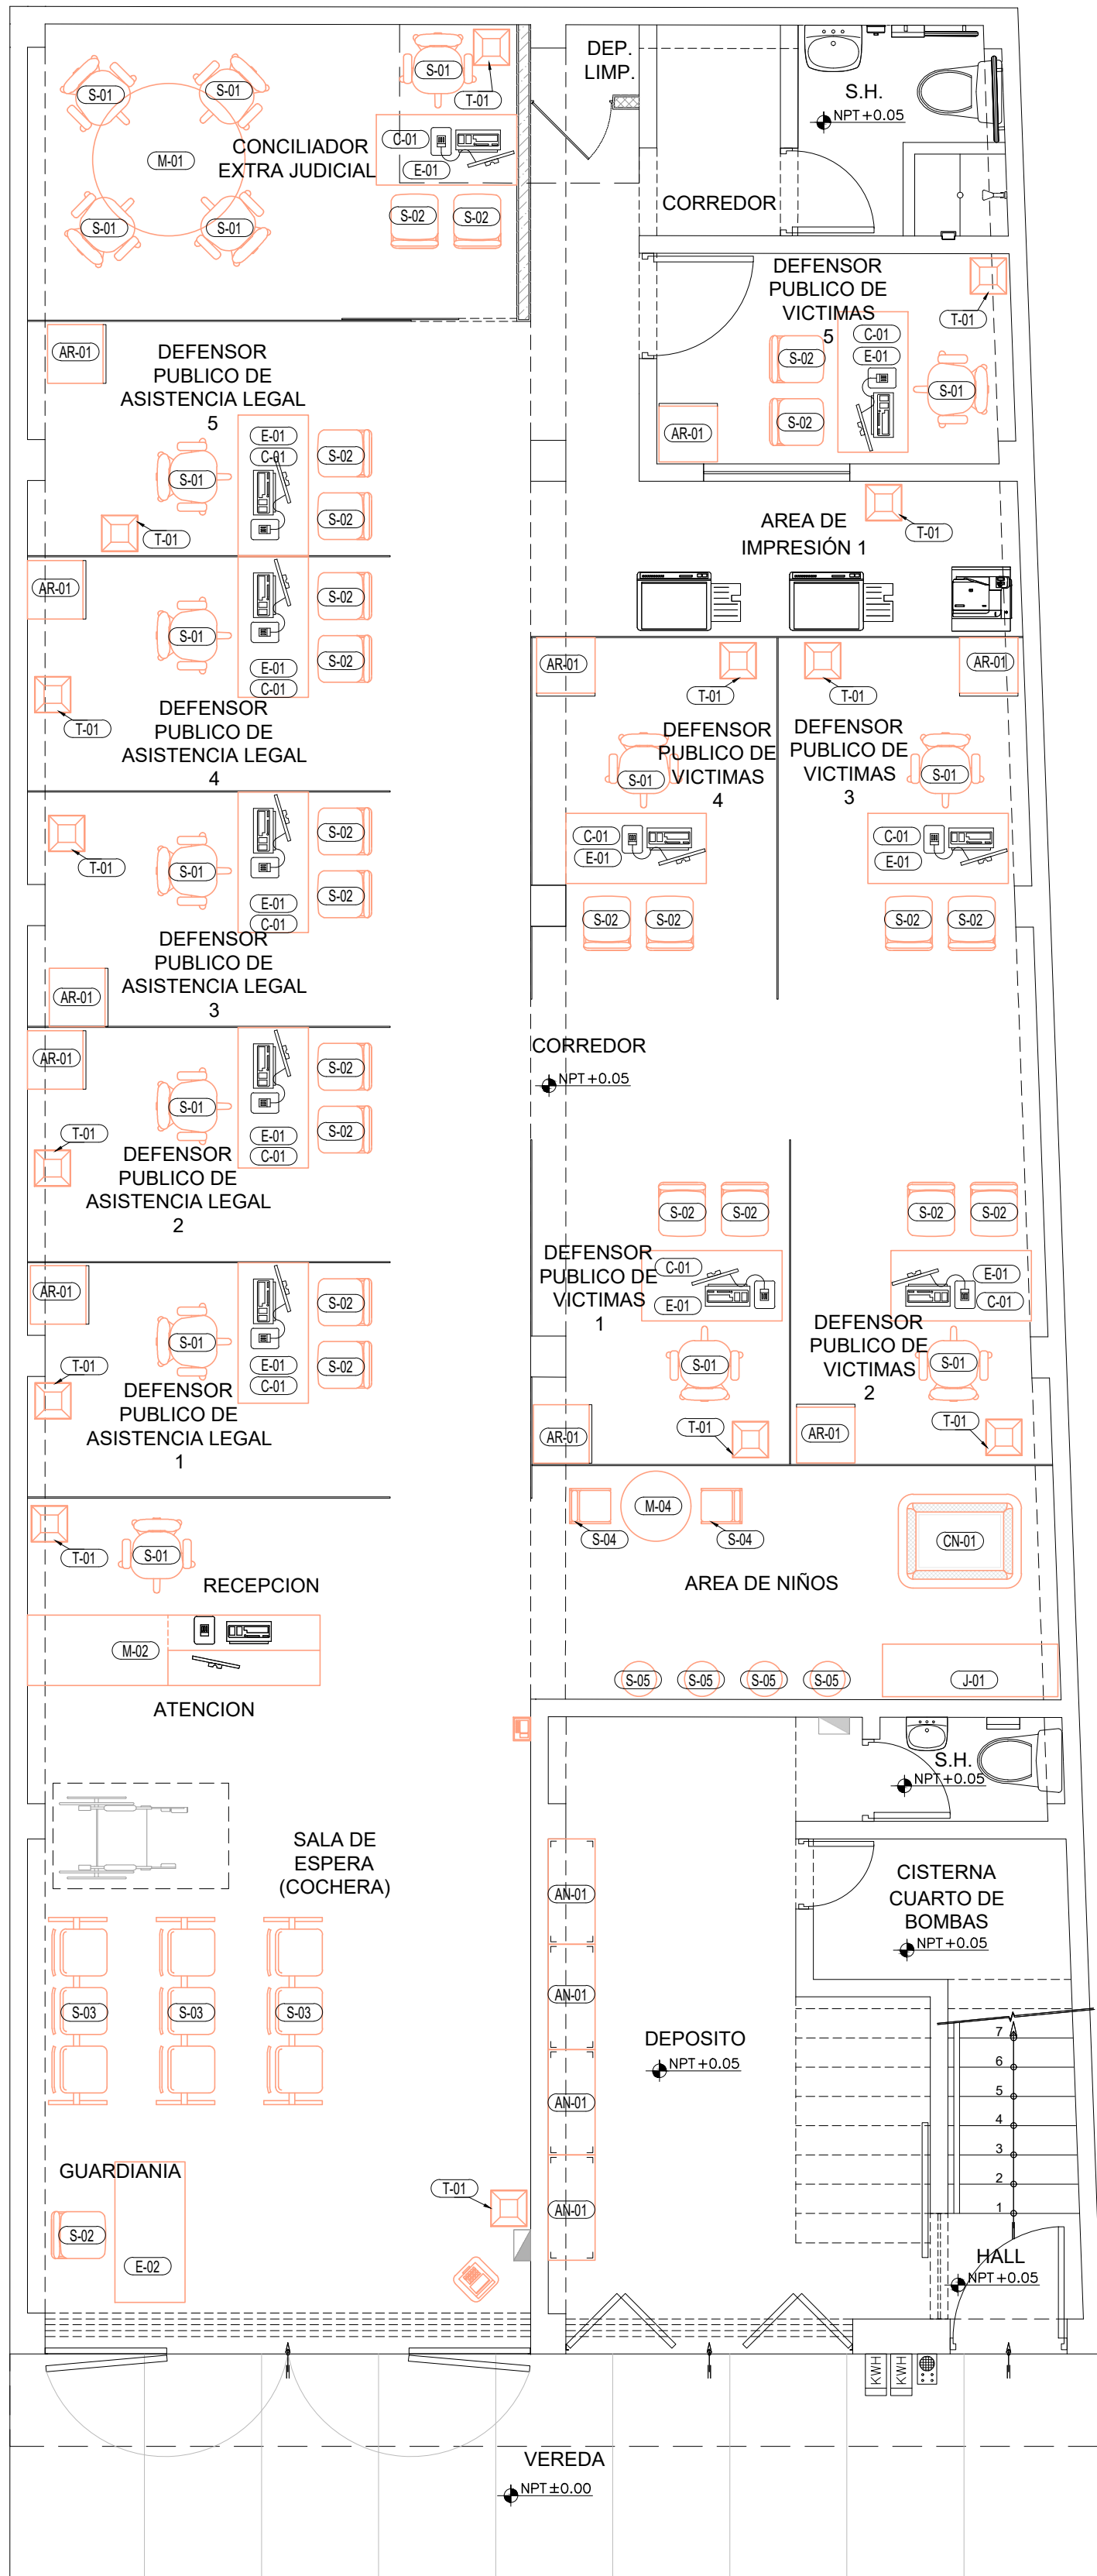 DEP.
LIMP.
S.H.
NPT+0.05
S-01
S-01
S-01
T-01
M-01
CONCILIADOR
EXTRA JUDICIAL
C-01
E-01
S-01
S-01
S-02
S-02
CORREDOR
DEFENSOR
PUBLICO DE
VICTIMAS
5
T-01
C-01
E-01
S-02
S-01
S-02
AR-01
AR-01
DEFENSOR
PUBLICO DE
ASISTENCIA LEGAL
5
E-01
C-01
S-02
S-01
S-02
T-01
AREA DE
IMPRESIÓN 1
T-01
AR-01
S-02
S-01
S-02
E-01
C-01
T-01
DEFENSOR
PUBLICO DE
ASISTENCIA LEGAL
4
AR-01
T-01
DEFENSOR
PUBLICO DE
VICTIMAS
4
S-01
C-01
E-01
S-02
S-02
T-01
AR-01
DEFENSOR
PUBLICO DE
VICTIMAS
3
S-01
C-01
E-01
S-02
S-02
T-01
S-02
S-01
S-02
E-01
C-01
DEFENSOR
PUBLICO DE
ASISTENCIA LEGAL
3
AR-01
CORREDOR
NPT+0.05
AR-01
S-02
S-01
S-02
E-01
C-01
T-01
DEFENSOR
PUBLICO DE
ASISTENCIA LEGAL
2
S-02
S-02
DEFENSOR
PUBLICO DE
VICTIMAS
1
C-01
E-01
S-01
T-01
AR-01
S-02
S-02
E-01
C-01
DEFENSOR
PUBLICO DE
VICTIMAS
2
S-01
T-01
AR-01
AR-01
S-02
S-01
S-02
E-01
C-01
T-01
DEFENSOR
PUBLICO DE
ASISTENCIA LEGAL
1
T-01
S-01
RECEPCION
M-02
ATENCION
M-04
S-04
S-04
CN-01
AREA DE NIÑOS
S-05
S-05
S-05
S-05
J-01
S.H.
NPT+0.05
SALA DE
ESPERA
(COCHERA)
CISTERNA
CUARTO DE
BOMBAS
NPT+0.05
AN-01
AN-01
AN-01
AN-01
S-03
S-03
S-03
DEPOSITO
NPT+0.05
7
6
5
4
3
2
1
GUARDIANIA
S-02
E-02
T-01
HALL
NPT+0.05
KWH
KWH
VEREDA
NPT±0.00